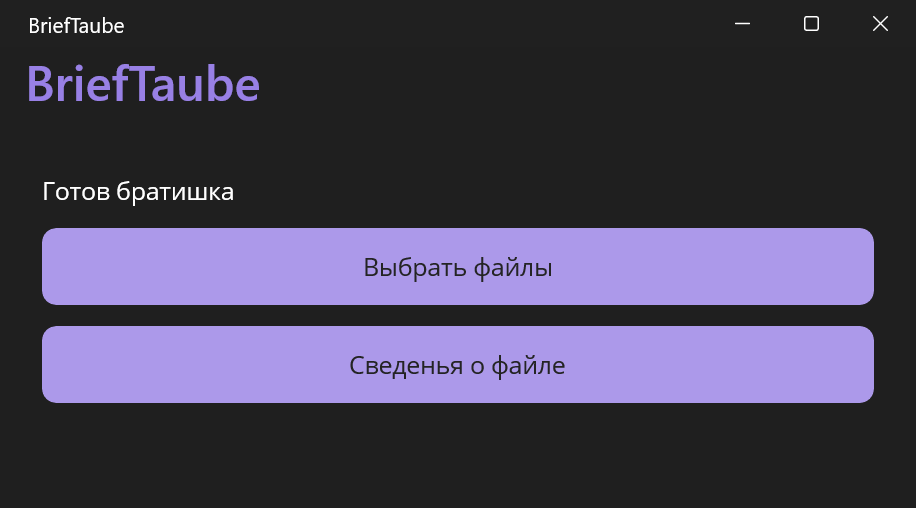 BriefTaube
BriefTaube
Готов братишка
Выбрать файлы
Сведенья о файле